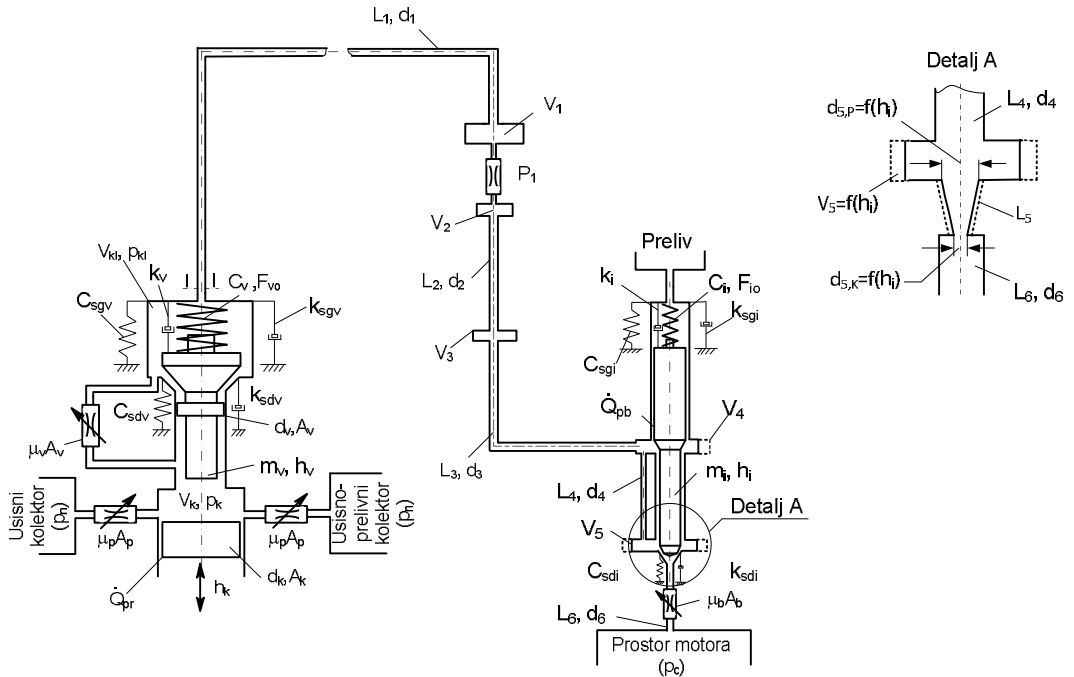 L₁, d₁
Detalj A
V₁
d₅,ₚ=f(hᵢ)
L₄, d₄
P₁
V₅=f(hᵢ)
L₅
V₂
Preliv
d₅,K=f(hᵢ)
L₆, d₆
Vkl, pkl
kv
Cv, Fvo
ki
Ci, Fio
Csgv
ksgv
L₂, d₂
ksgi
V₃
Csgi
Csdv
ksdv
Q̇pb
V₄
μvAv
dv, Av
mv, hv
L₃, d₃
mi, hi
L₄, d₄
Detalj A
Usisni kolektor (pn)
Vk, pk
Usisno-prelivni kolektor (pn)
V₅
μpAp
μpAp
Csdi
ksdi
Q̇pr
hk
dk, Ak
μbAb
L₆, d₆
Prostor motora
(pc)